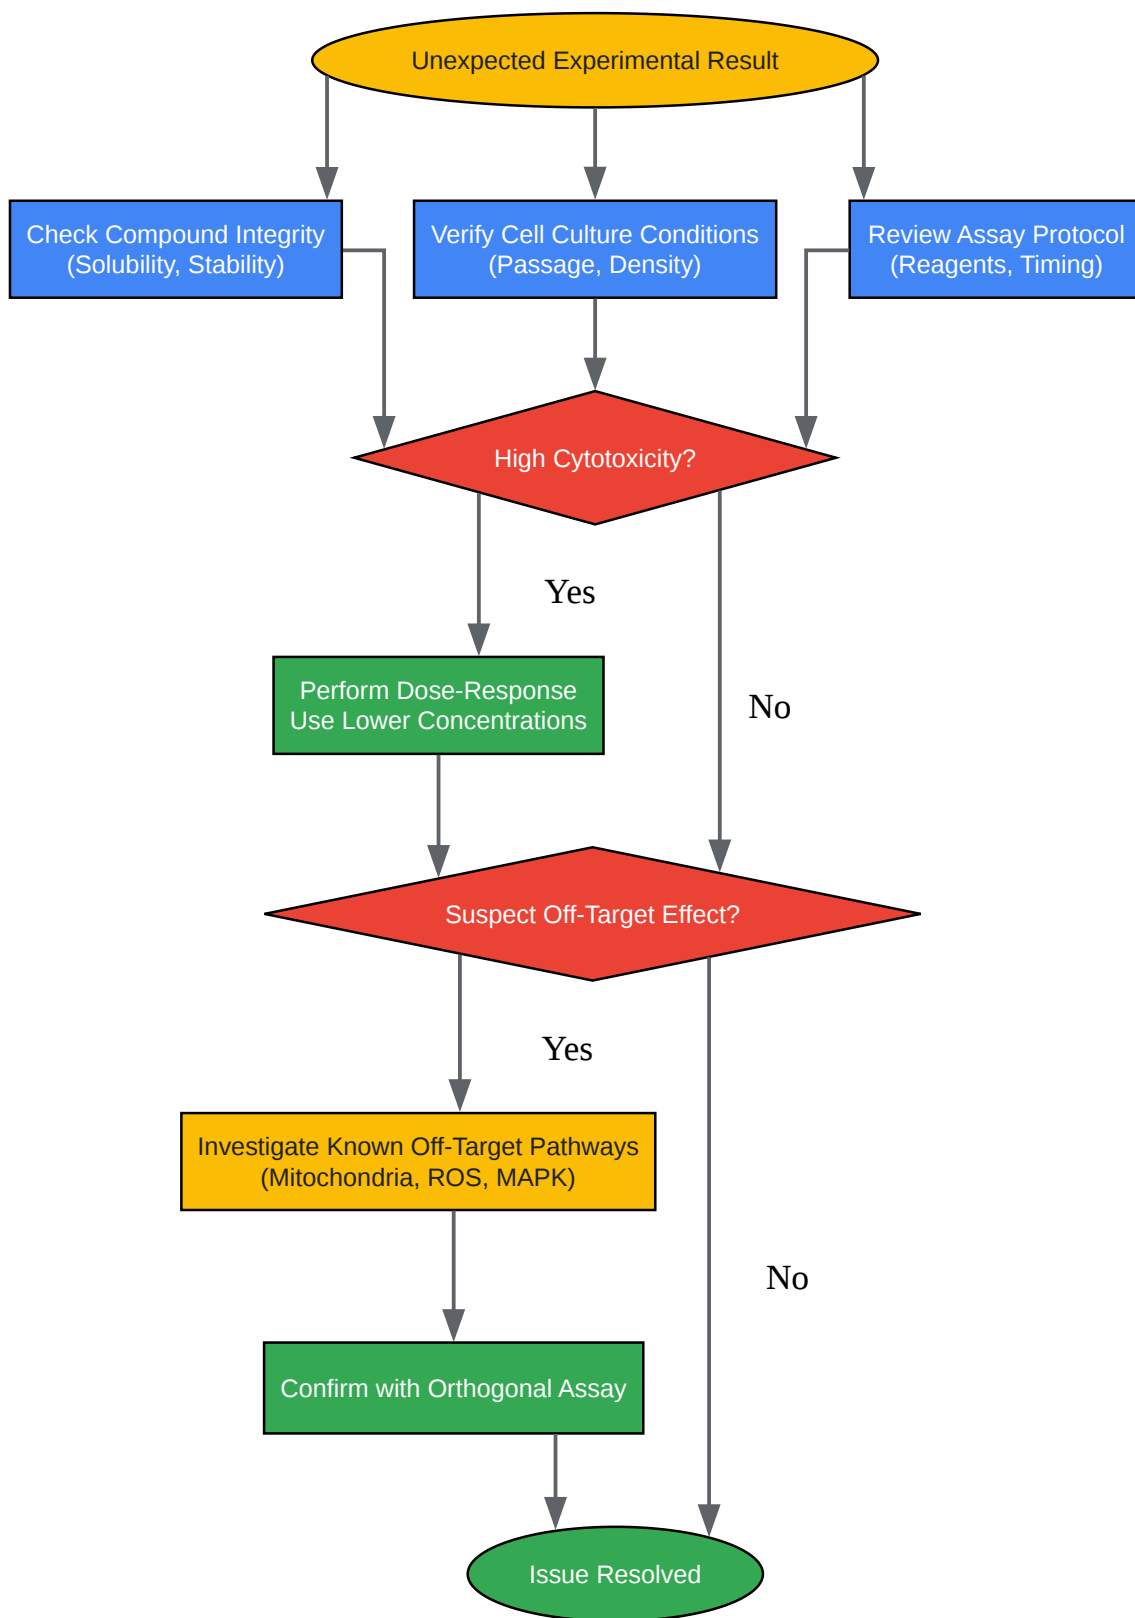 Unexpected Experimental Result
Check Compound Integrity
(Solubility, Stability)
Verify Cell Culture Conditions
(Passage, Density)
Review Assay Protocol
(Reagents, Timing)
High Cytotoxicity?
Yes
Perform Dose-Response
Use Lower Concentrations
No
Suspect Off-Target Effect?
Yes
Investigate Known Off-Target Pathways
(Mitochondria, ROS, MAPK)
No
Confirm with Orthogonal Assay
Issue Resolved